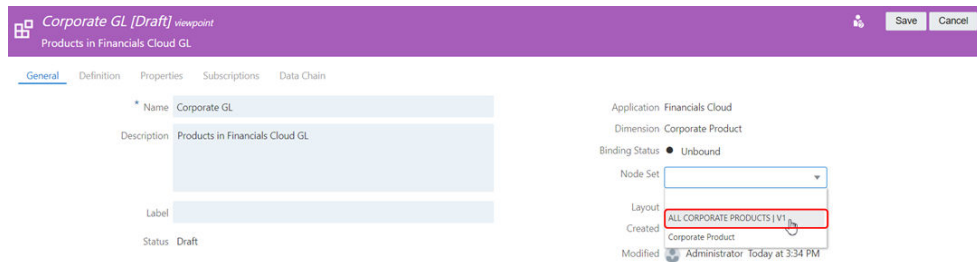 Corporate GL [Draft] viewpoint
Save Cancel
Products in Financials Cloud GL
General Definition Properties Subscriptions Data Chain
* Name Corporate GL
Application Financials Cloud
Description Products in Financials Cloud GL
Dimension Corporate Product
Binding Status Unbound
Node Set
Label
Layout
ALL CORPORATE PRODUCTS | V1
Created
Corporate Product
Status Draft
Modified Administrator Today at 3:34 PM